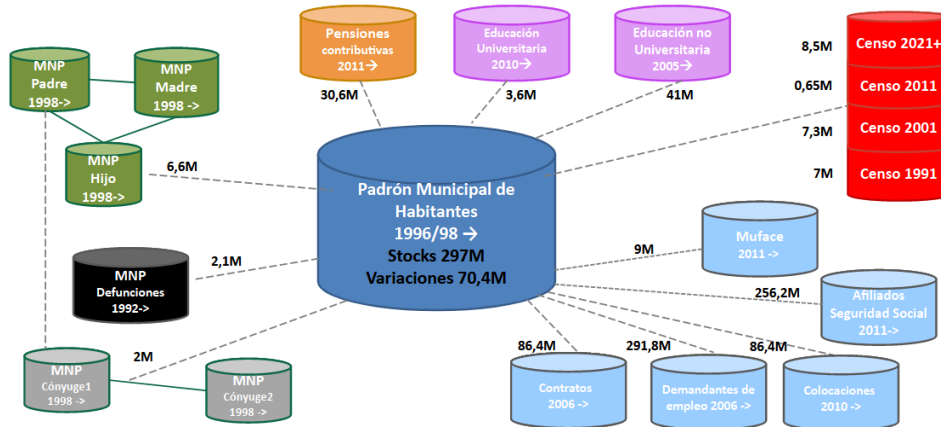 MNP
Padre
1998->
MNP
Madre
1998->
MNP
Hijo
1998->
6,6M
Pensiones
contributivas
2011→
30,6M
Educación
Universitaria
2010→
3,6M
Educación no
Universitaria
2005→
41M
8,5M
Censo 2021+
0,65M
Censo 2011
7,3M
Censo 2001
7M
Censo 1991
Padrón Municipal de
Habitantes
1996/98 →
Stocks 297M
Variaciones 70,4M
MNP
Defunciones
1992->
2,1M
MNP
Cónyuge1
1998 ->
2M
MNP
Cónyuge2
1998 ->
Muface
2011 ->
9M
Afiliados
Seguridad Social
2011->
256,2M
86,4M
Contratos
2006 ->
291,8M
Demandantes de
empleo 2006 ->
86,4M
Colocaciones
2010 ->